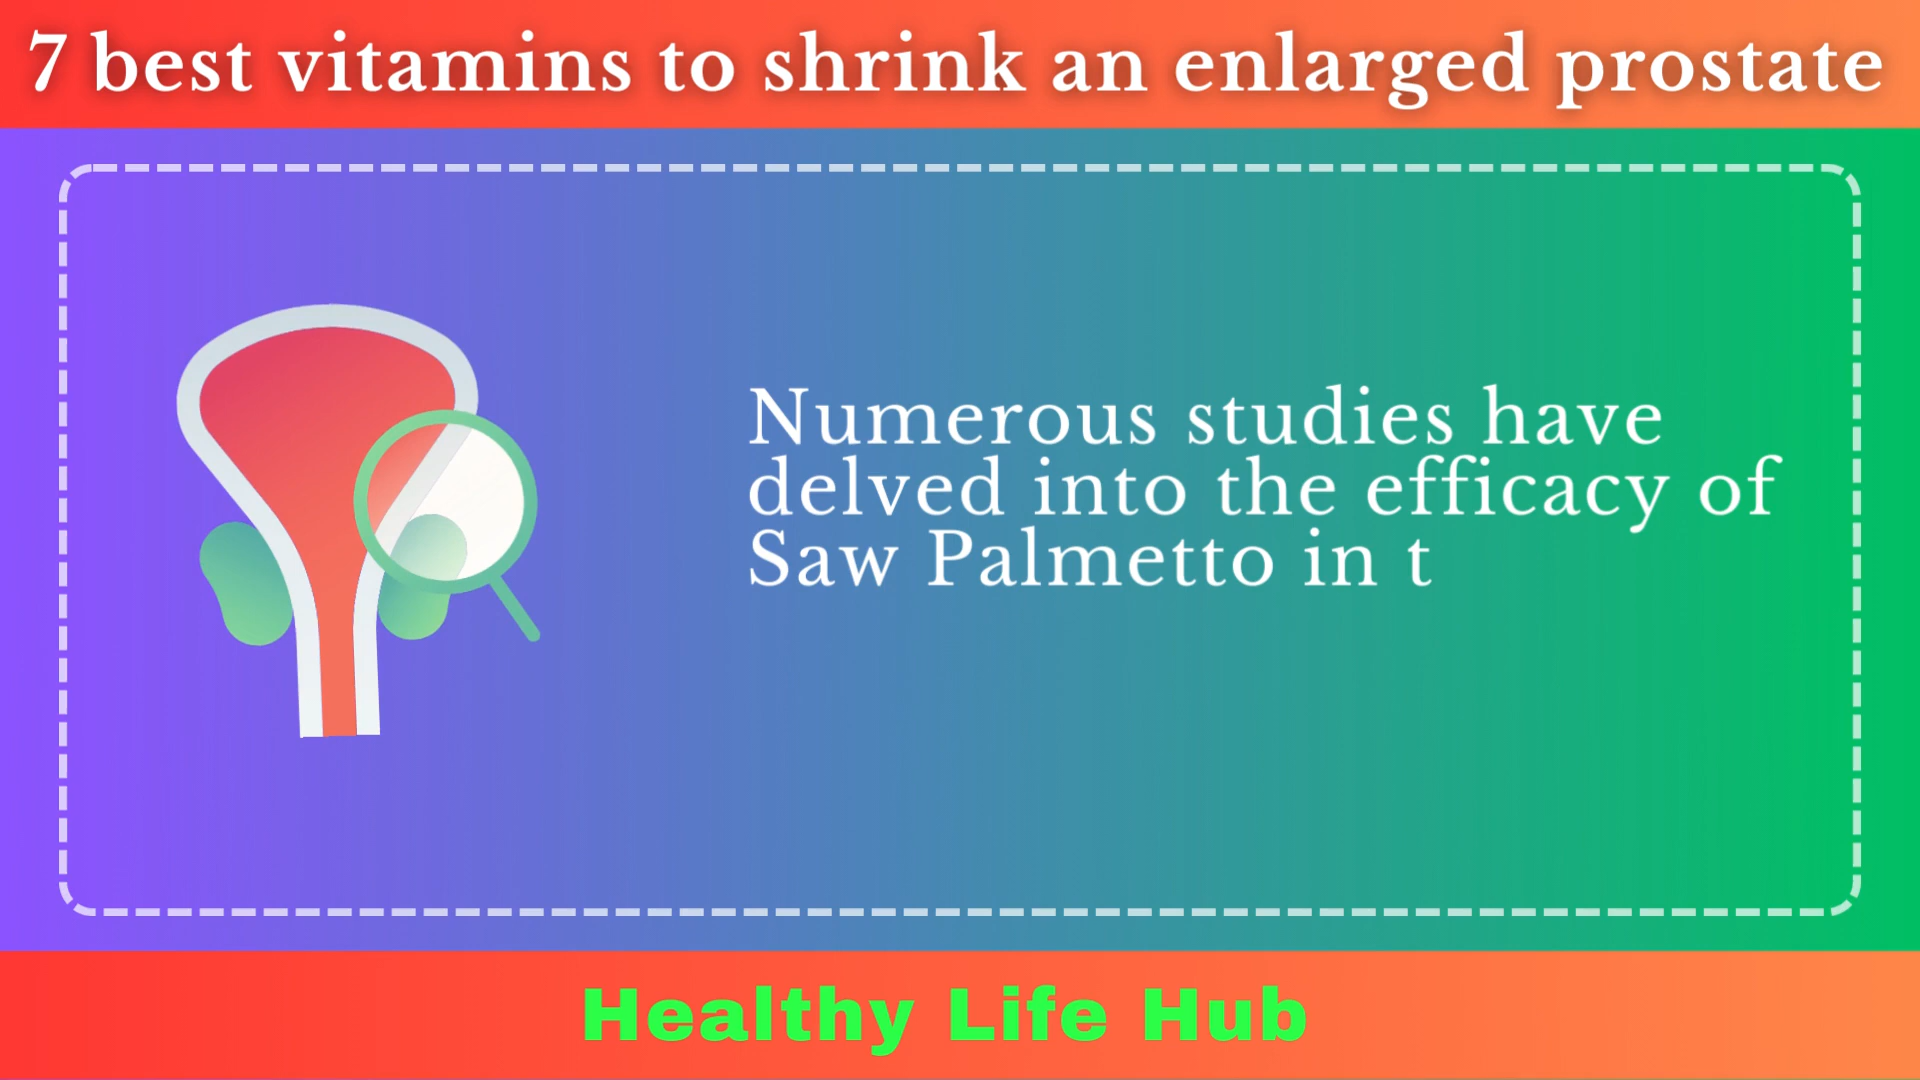 7 best vitamins to shrink an enlarged prostate
Numerous studies have
delved into the efficacy of
Saw Palmetto in t
Healthy Life Hub